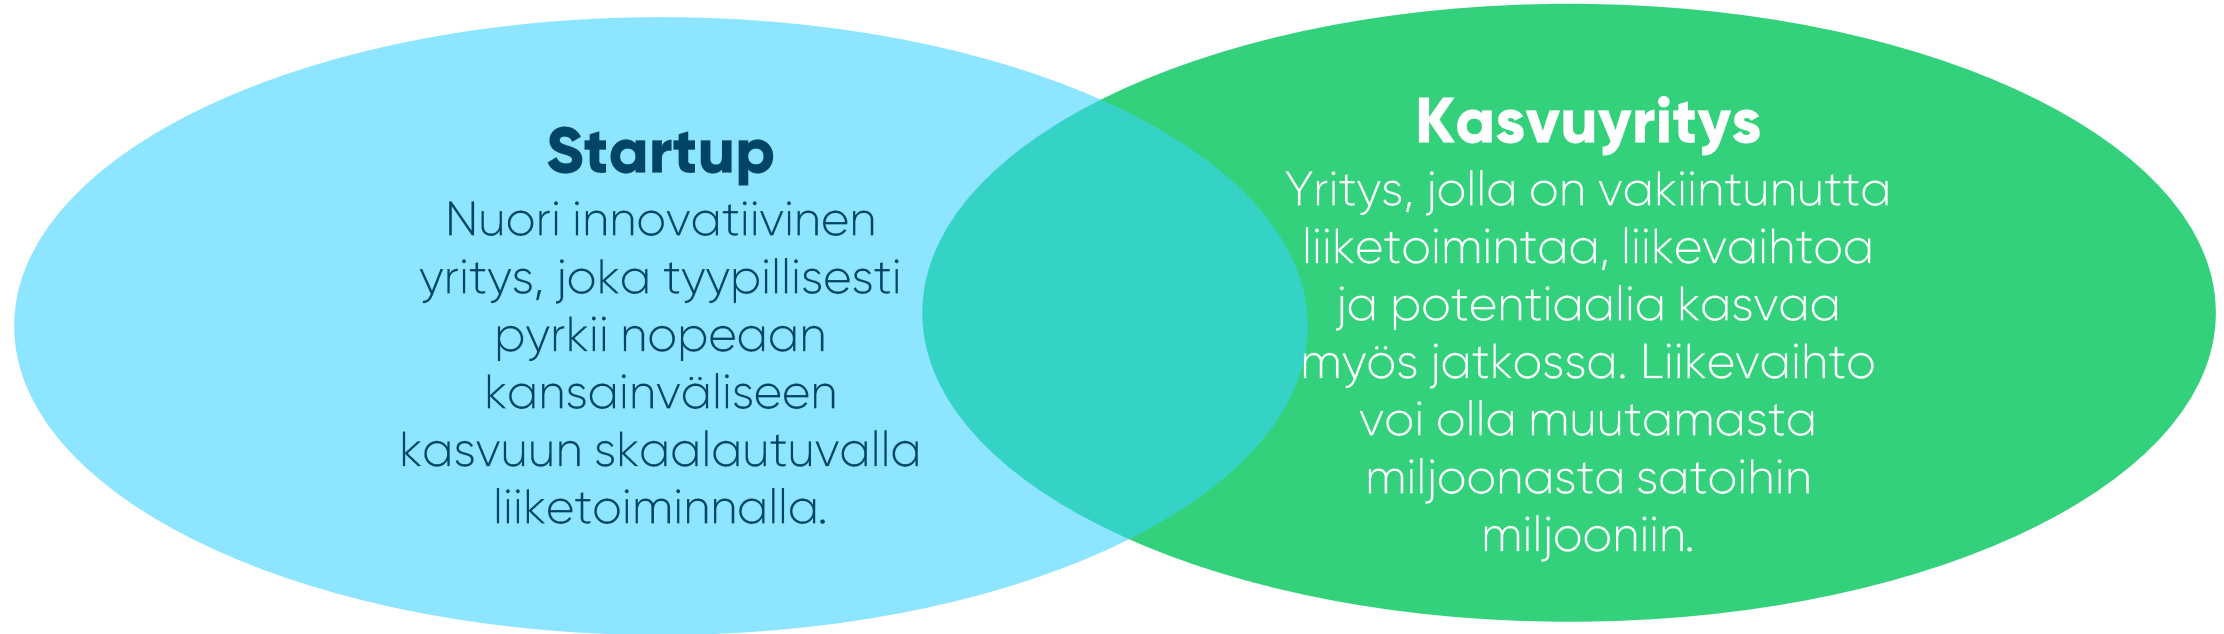 Startup
Nuori innovatiivinen
yritys, joka tyypillisesti
pyrkii nopeaan
kansainväliseen
kasvuun skaalautuvalla
liiketoiminnalla.
Kasvuyritys
Yritys, jolla on vakiintunutta
liiketoimintaa, liikevaihtoa
ja potentiaalia kasvaa
myös jatkossa. Liikevaihto
voi olla muutamasta
miljoonasta satoihin
miljooniin.